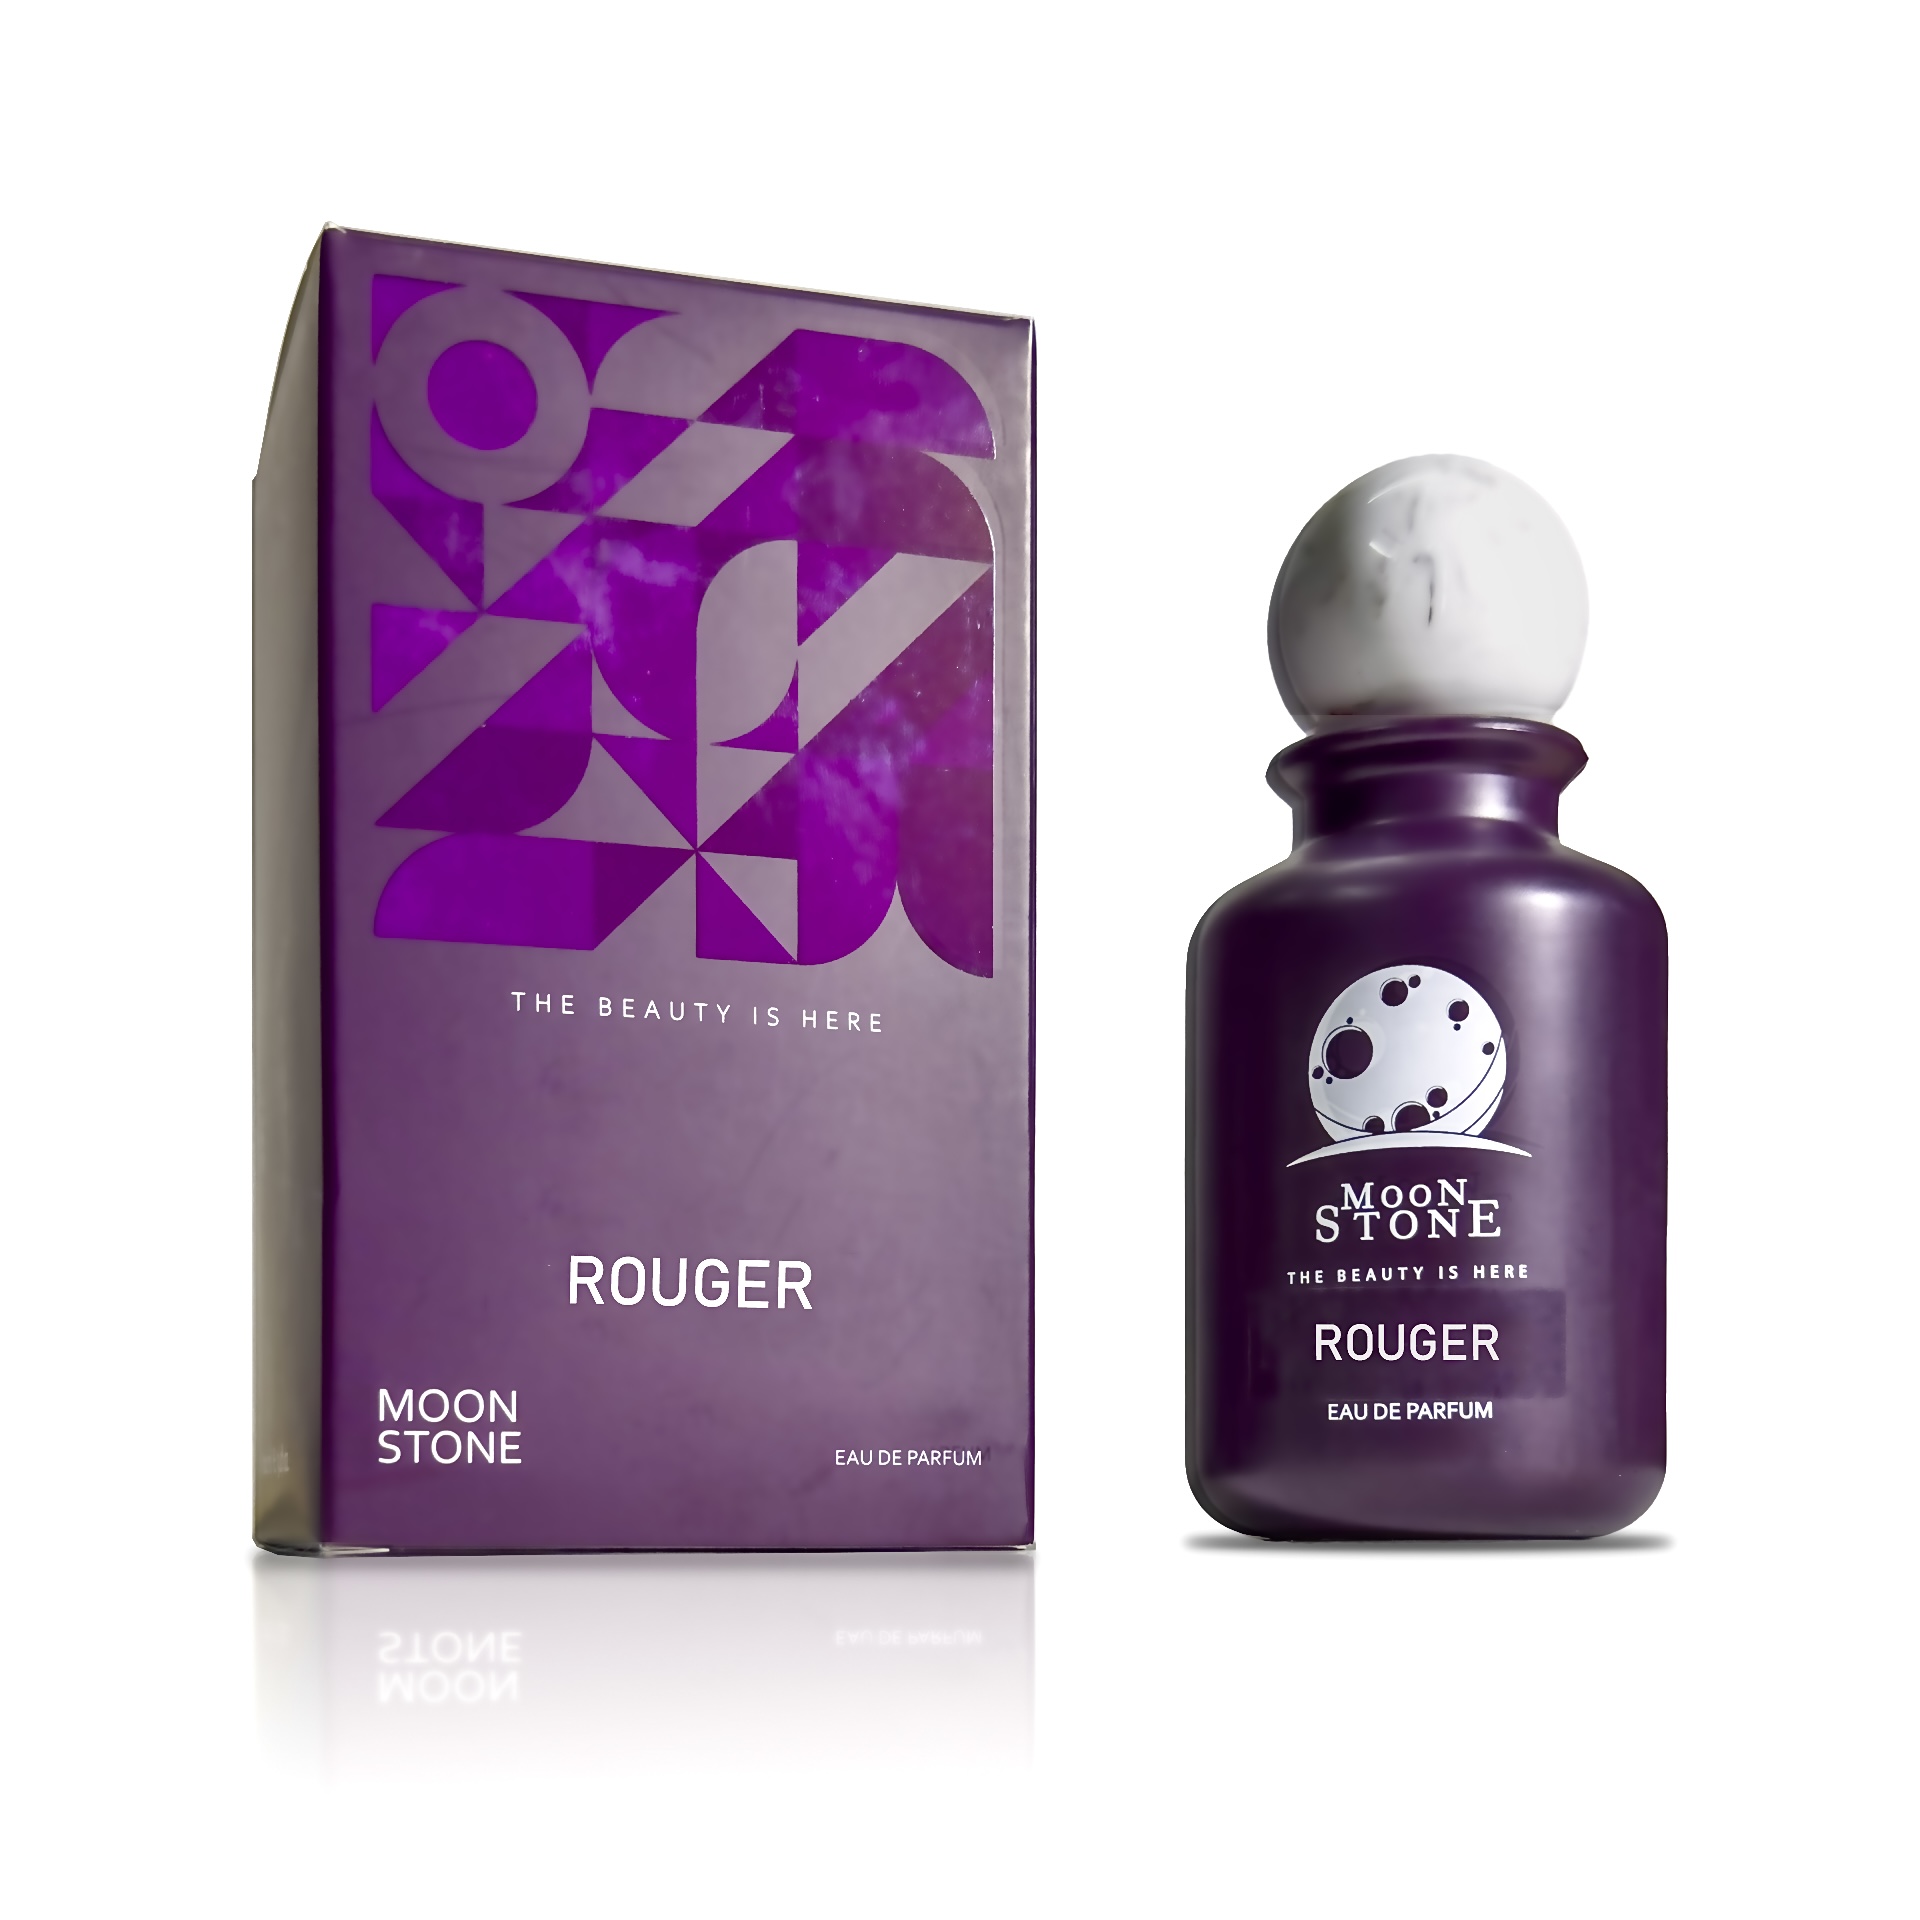 THE BEAUTY IS HERE
ROUGER
MOON
STONE
EAU DE PARFUM
MOON
STONE
THE BEAUTY IS HERE
ROUGER
EAU DE PARFUM